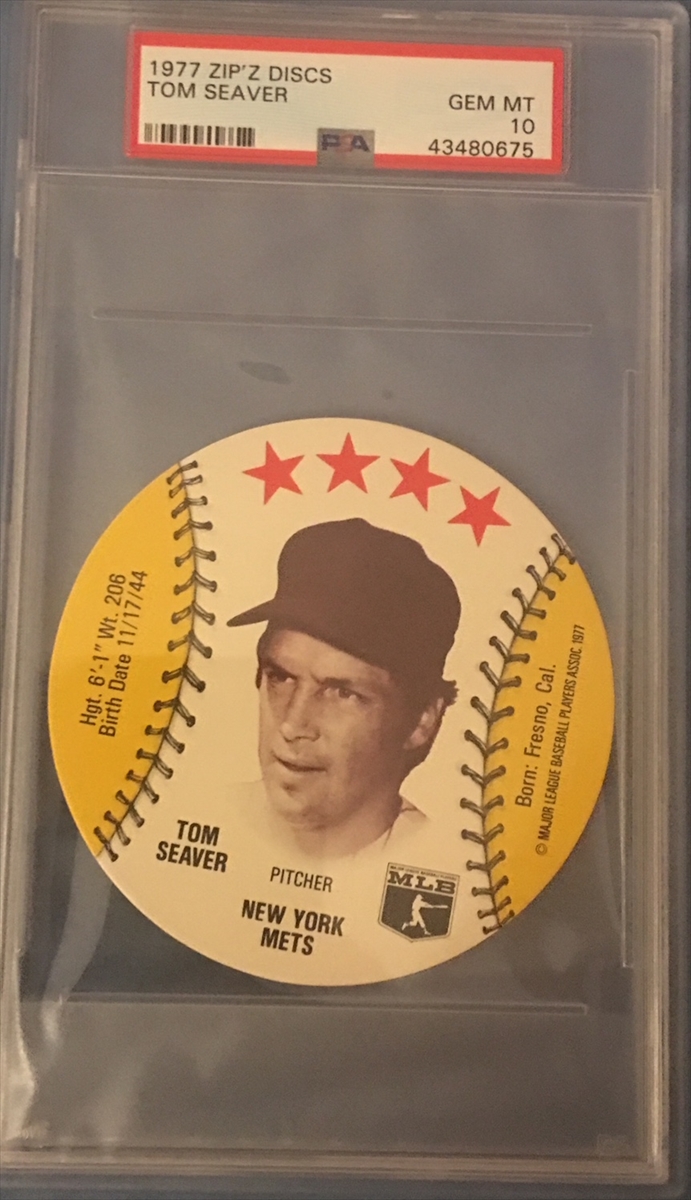 1977 ZIP'Z DISCS
TOM SEAVER
GEM MT
10
PSA
43480675
Hgt. 6'-1" Wt. 206
Birth Date 11/17/44
Born: Fresno, Cal.
© MAJOR LEAGUE BASEBALL PLAYERS ASSOC. 1977
TOM
SEAVER
PITCHER
NEW YORK
METS
MLB